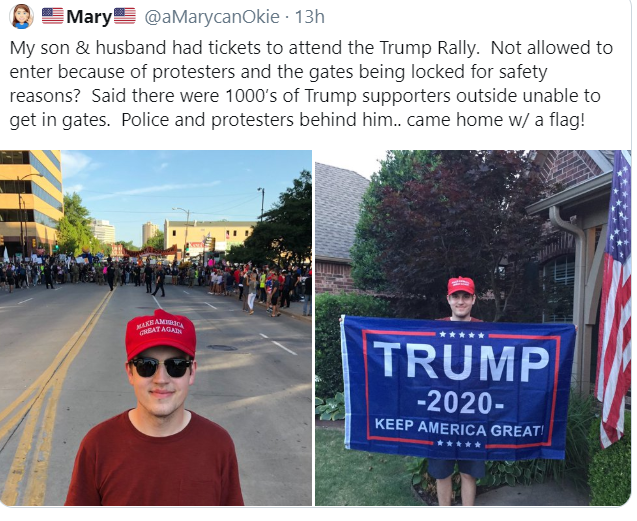 Mary @aMarycanOkie · 13h
My son & husband had tickets to attend the Trump Rally.  Not allowed to
enter because of protesters and the gates being locked for safety
reasons?  Said there were 1000's of Trump supporters outside unable to
get in gates.  Police and protesters behind him.. came home w/ a flag!
MAKE AMERICA
GREAT AGAIN
TRUMP
-2020-
KEEP AMERICA GREAT!